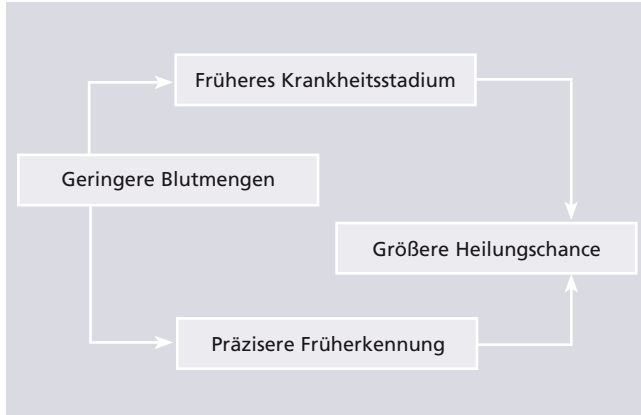 Früheres Krankheitsstadium
Geringere Blutmengen
Größere Heilungschance
Präzisere Früherkennung